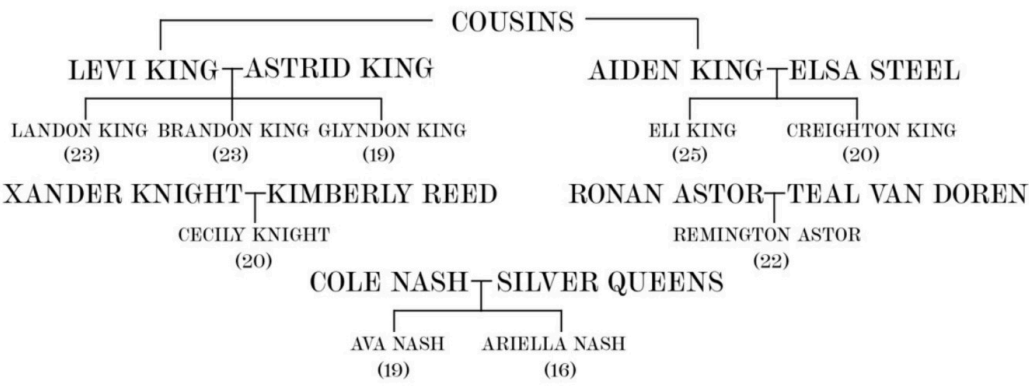 COUSINS
LEVI KING ASTRID KING AIDEN KING ELSA STEEL
LANDON KING BRANDON KING GLYNDON KING ELI KING CREIGHTON KING
(23) (23) (19) (25) (20)
XANDER KNIGHT KIMBERLY REED RONAN ASTOR TEAL VAN DOREN
CECILY KNIGHT REMINGTON ASTOR
(20) (22)
COLE NASH SILVER QUEENS
AVA NASH ARIELLA NASH
(19) (16)